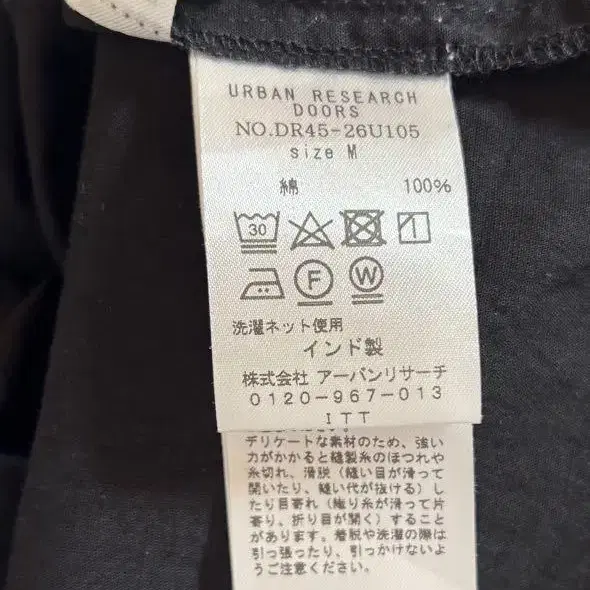 URBAN RESEARCH
DOORS
NO.DR45-26U105
size M
綿 100%
30
F W
洗濯ネット使用
インド製
株式会社 アーバンリサーチ
0120-967-013
ITT
デリケートな素材のため、強い
力がかかると縫製糸のほつれや
糸切れ、滑脱（縫い目が滑って
開いたり、縫い代が抜ける）し
たり目寄れ（織り糸が滑って片
寄り、折り目が開く）すること
があります。着脱や洗濯の際は
引っ張ったり、引っかけないよ
うご注意ください。